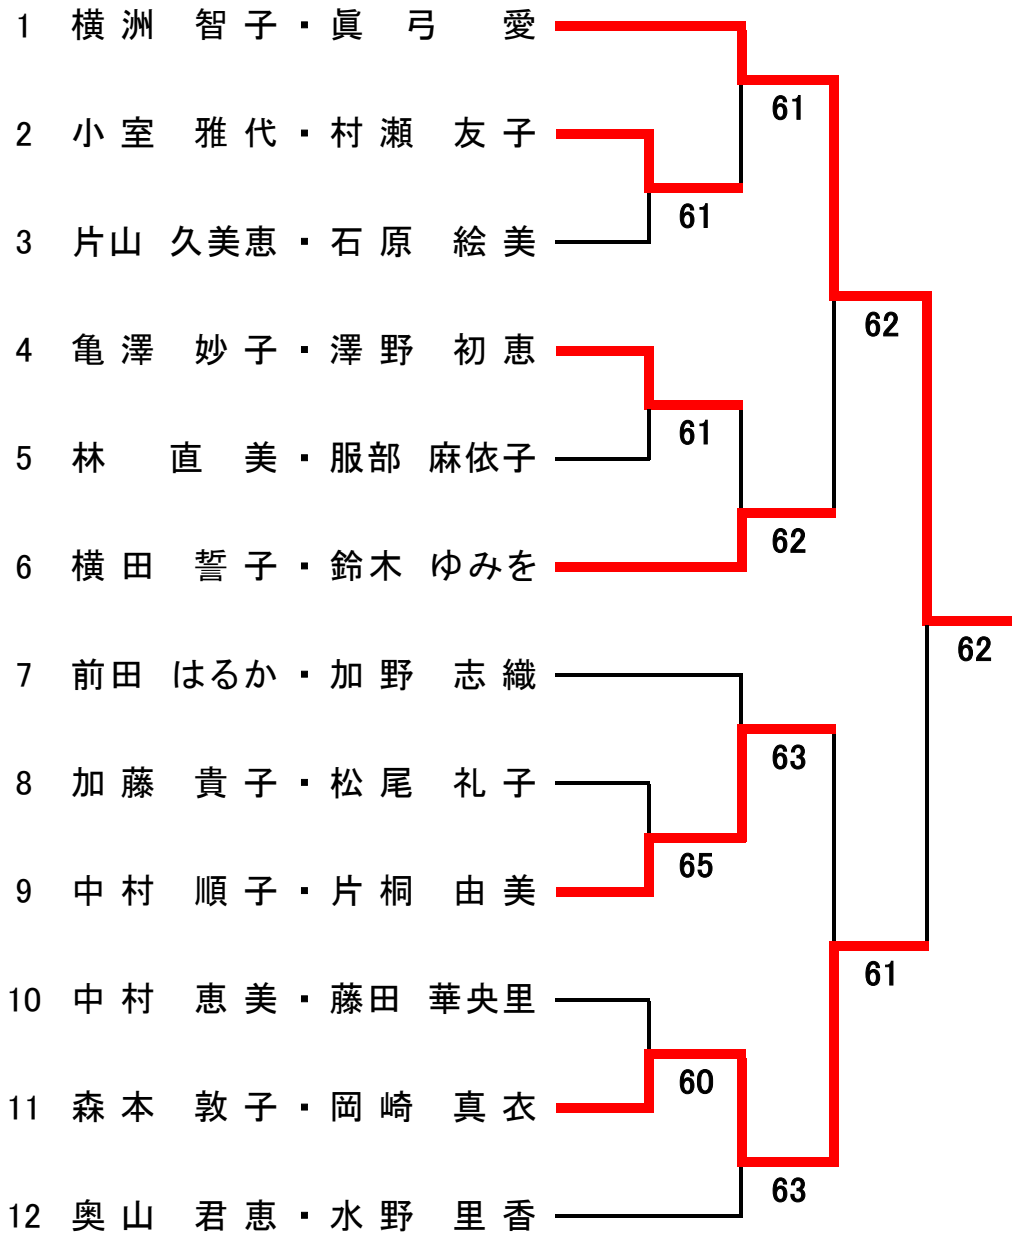 1 横洲 智子・眞弓 愛
61
2 小室 雅代・村瀬 友子
61
3 片山 久美恵・石原 絵美
62
4 亀澤 妙子・澤野 初恵
61
5 林 直美・服部 麻依子
62
6 横田 誓子・鈴木 ゆみを
62
7 前田 はるか・加野 志織
63
8 加藤 貴子・松尾 礼子
65
9 中村 順子・片桐 由美
61
10 中村 恵美・藤田 華央里
60
11 森本 敦子・岡崎 真衣
63
12 奥山 君恵・水野 里香